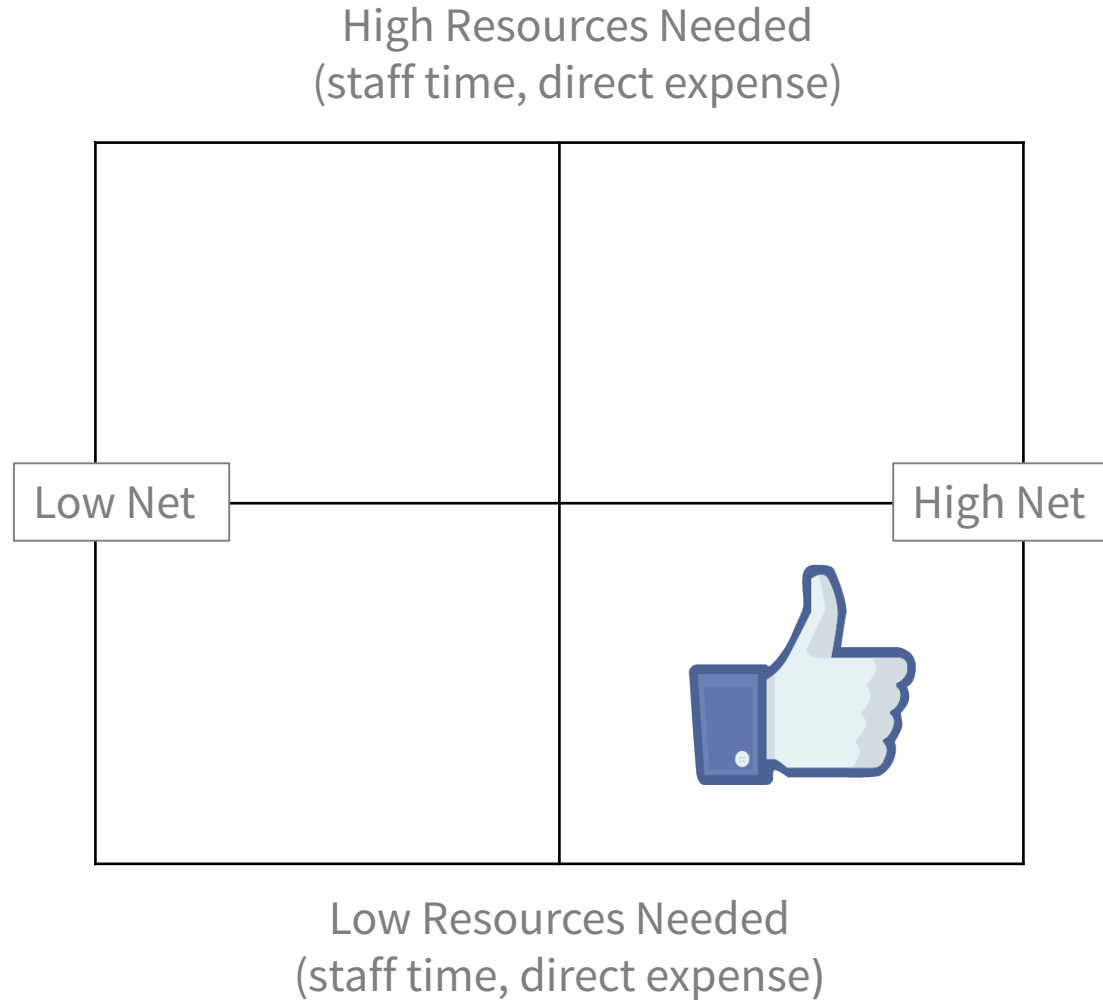 High Resources Needed
(staff time, direct expense)
Low Net
High Net
Low Resources Needed
(staff time, direct expense)